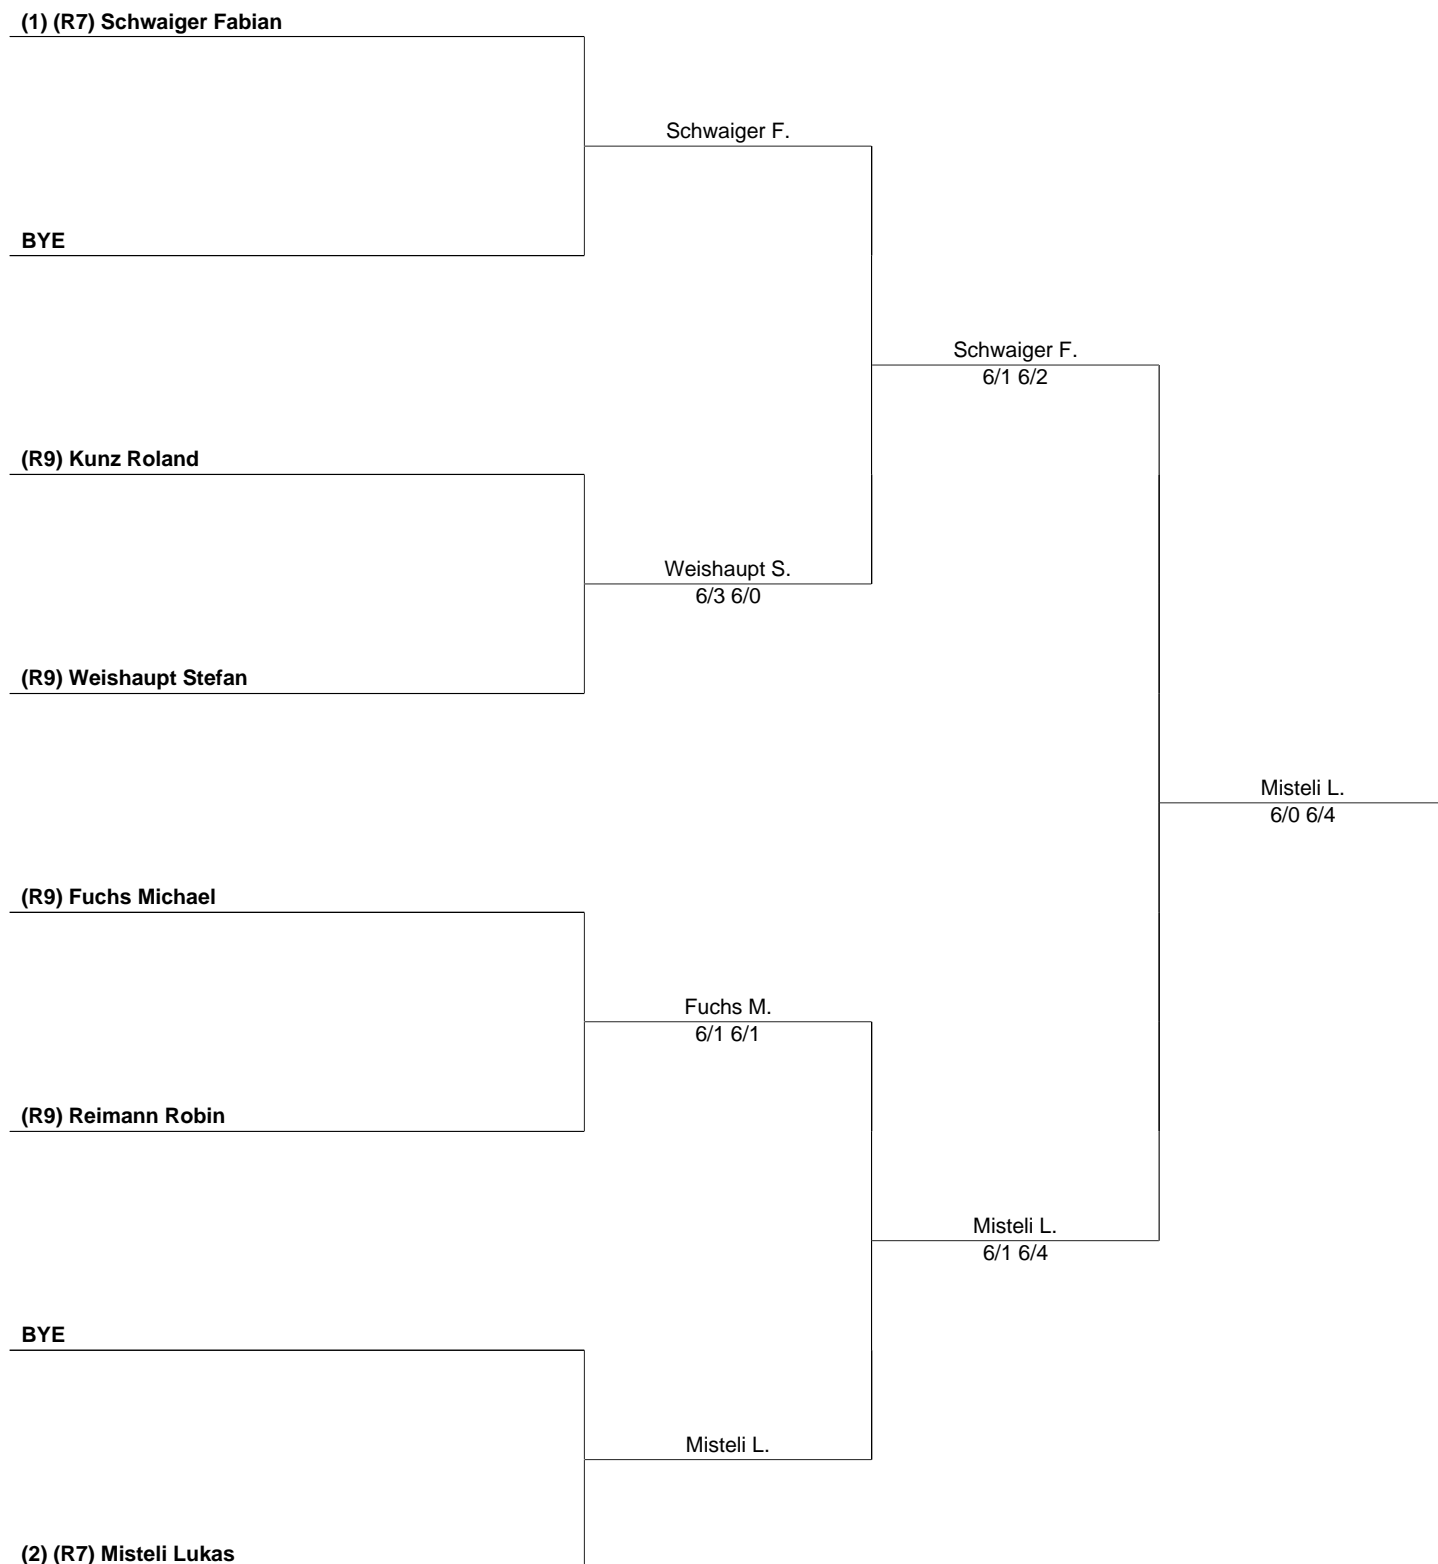 (1) (R7) Schwaiger Fabian
Schwaiger F.
BYE
Schwaiger F.
6/1 6/2
(R9) Kunz Roland
Weishaupt S.
6/3 6/0
(R9) Weishaupt Stefan
Misteli L.
6/0 6/4
(R9) Fuchs Michael
Fuchs M.
6/1 6/1
(R9) Reimann Robin
Misteli L.
6/1 6/4
BYE
Misteli L.
(2) (R7) Misteli Lukas